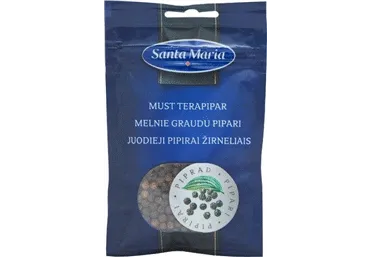 Santa Maria
MUST TERAPIPAR
MELNIE GRAUDU PIPARI
JUODIEJI PIPIRAI ŽIRNELIAIS
PIPRAD • PIPARI • PIPIRAI •